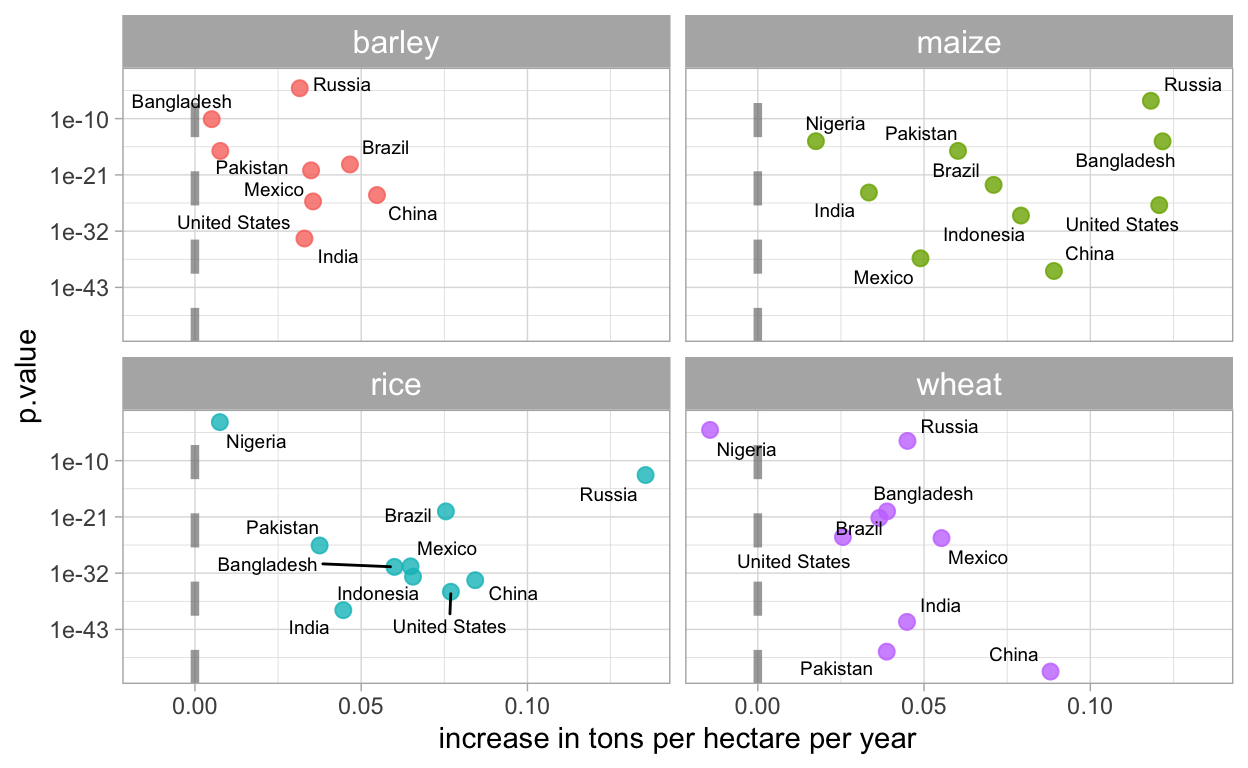 barley
maize
Russia
Bangladesh
Brazil
Pakistan
Mexico
China
United States
India
1e-10
1e-21
1e-32
1e-43
Russia
Nigeria
Pakistan
Bangladesh
Brazil
India
United States
Indonesia
China
Mexico
p.value
rice
wheat
Nigeria
Russia
Brazil
Pakistan
Mexico
Bangladesh
Indonesia
China
India
United States
1e-10
1e-21
1e-32
1e-43
Russia
Nigeria
Bangladesh
Brazil
United States
Mexico
India
China
Pakistan
0.00 0.05 0.10
0.00 0.05 0.10
increase in tons per hectare per year